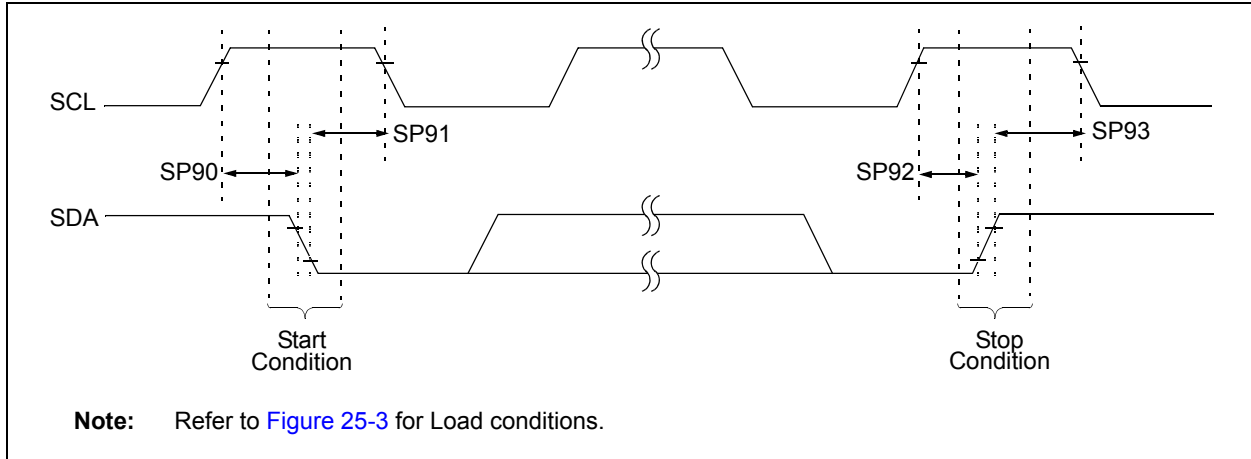 SCL
SP91
SP93
SP90
SP92
SDA
Start
Condition
Stop
Condition
Note: Refer to Figure 25-3 for Load conditions.